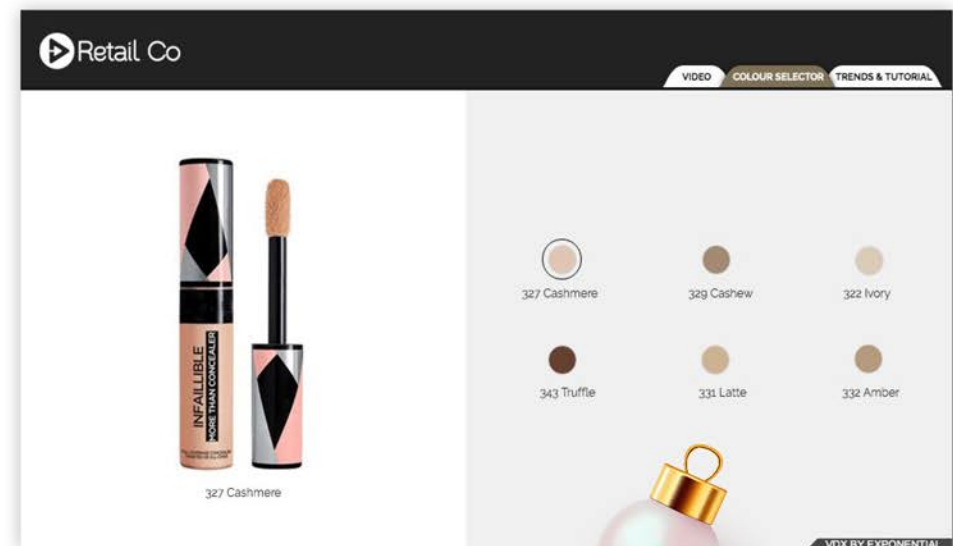 Retail Co
VIDEO COLOUR SELECTOR TRENDS & TUTORIAL
INFAILLIBLE
MORE THAN CONCEALER
327 Cashmere
327 Cashmere 329 Cashew 322 Ivory
343 Truffle 331 Latte 332 Amber
VDX BY EXPONENTIAL